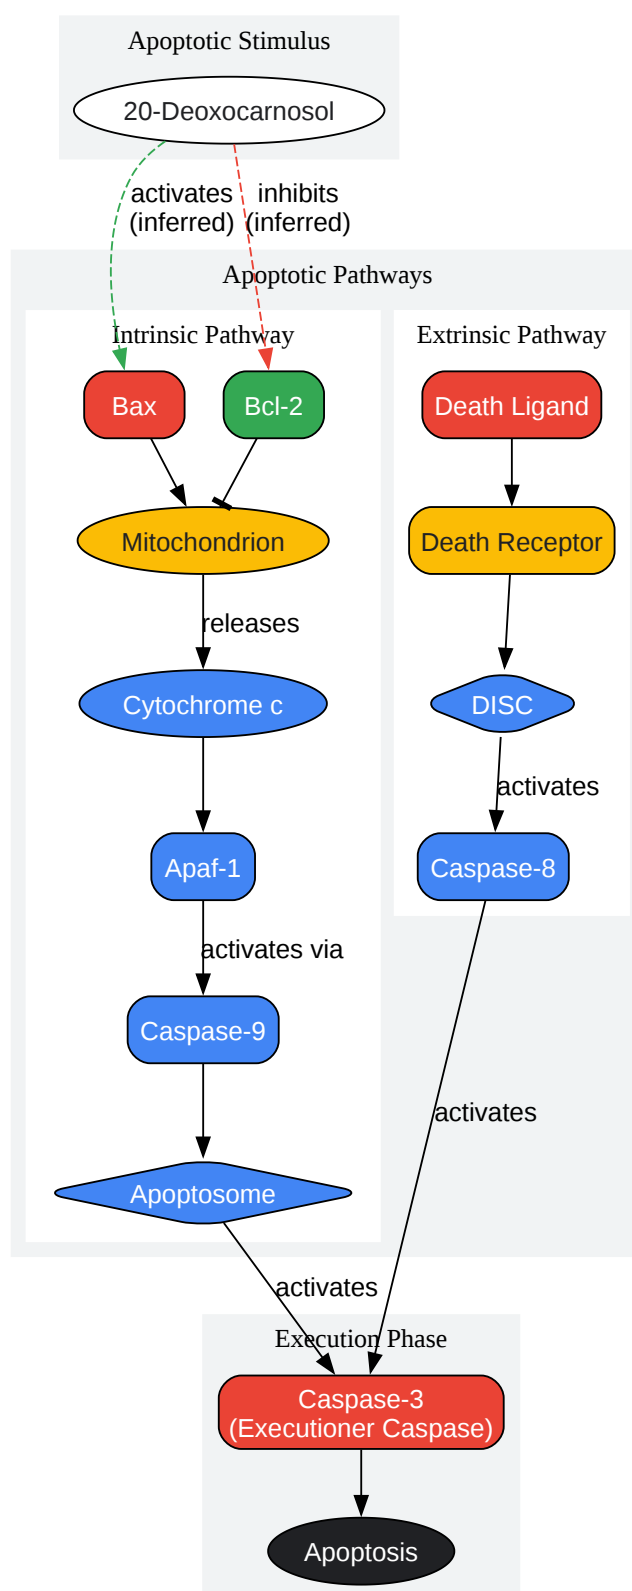 Apoptotic Stimulus
20-Deoxocarnosol
activates
(inferred)
inhibits
(inferred)
Apoptotic Pathways
Intrinsic Pathway
Extrinsic Pathway
Bax
Bcl-2
Death Ligand
Mitochondrion
Death Receptor
releases
Cytochrome c
DISC
activates
Apaf-1
Caspase-8
activates via
Caspase-9
activates
Apoptosome
activates
Execution Phase
Caspase-3
(Executioner Caspase)
Apoptosis